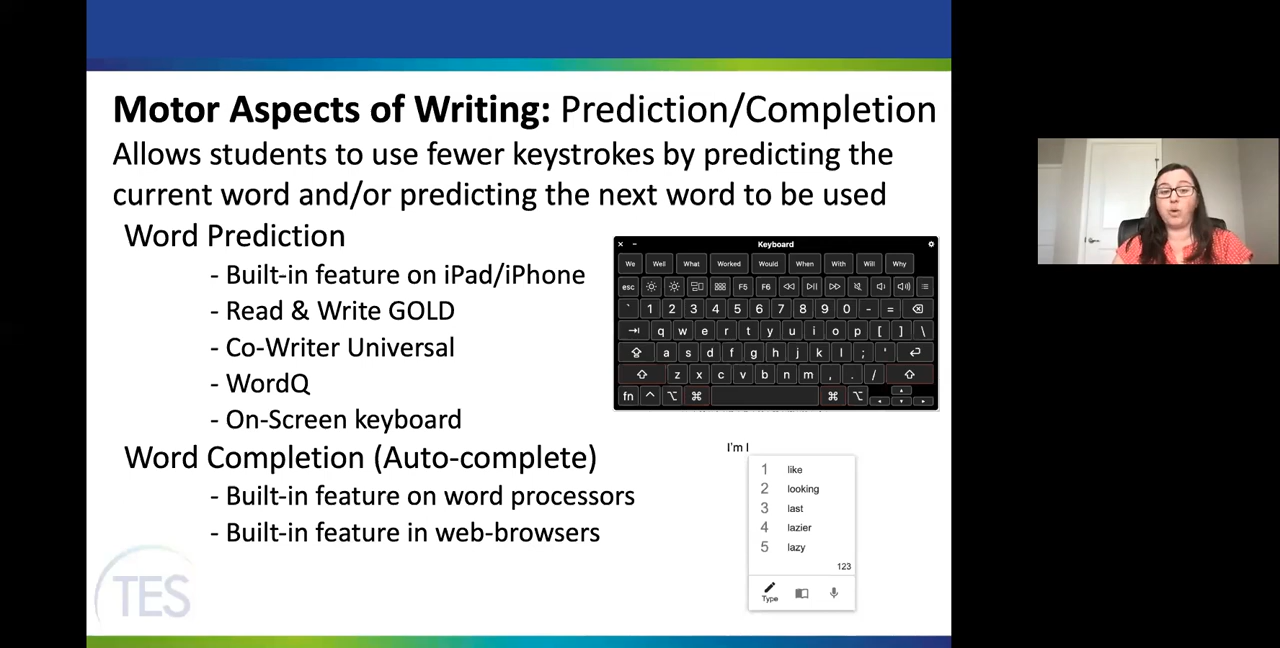 Motor Aspects of Writing: Prediction/Completion
Allows students to use fewer keystrokes by predicting the
current word and/or predicting the next word to be used
Word Prediction
- Built-in feature on iPad/iPhone
- Read & Write GOLD
- Co-Writer Universal
- WordQ
- On-Screen keyboard
Word Completion (Auto-complete)
- Built-in feature on word processors
- Built-in feature in web-browsers
Keyboard
We Well What Worked Would When With Will Why
esc F5 F6
` 1 2 3 4 5 6 7 8 9 0 - =
q w e r t y u i o p [ ] \
a s d f g h j k l ; '
z x c v b n m , . /
fn ^ ⌥ ⌘ ⌘ ⌥
I'm l
1 like
2 looking
3 last
4 lazier
5 lazy
123
Type
TES